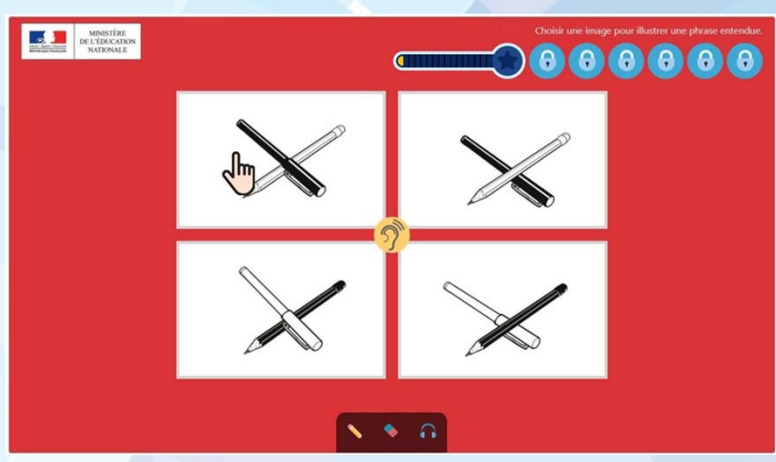 MINISTÈRE
DE L'ÉDUCATION
NATIONALE
Choisir une image pour illustrer une phrase entendue.